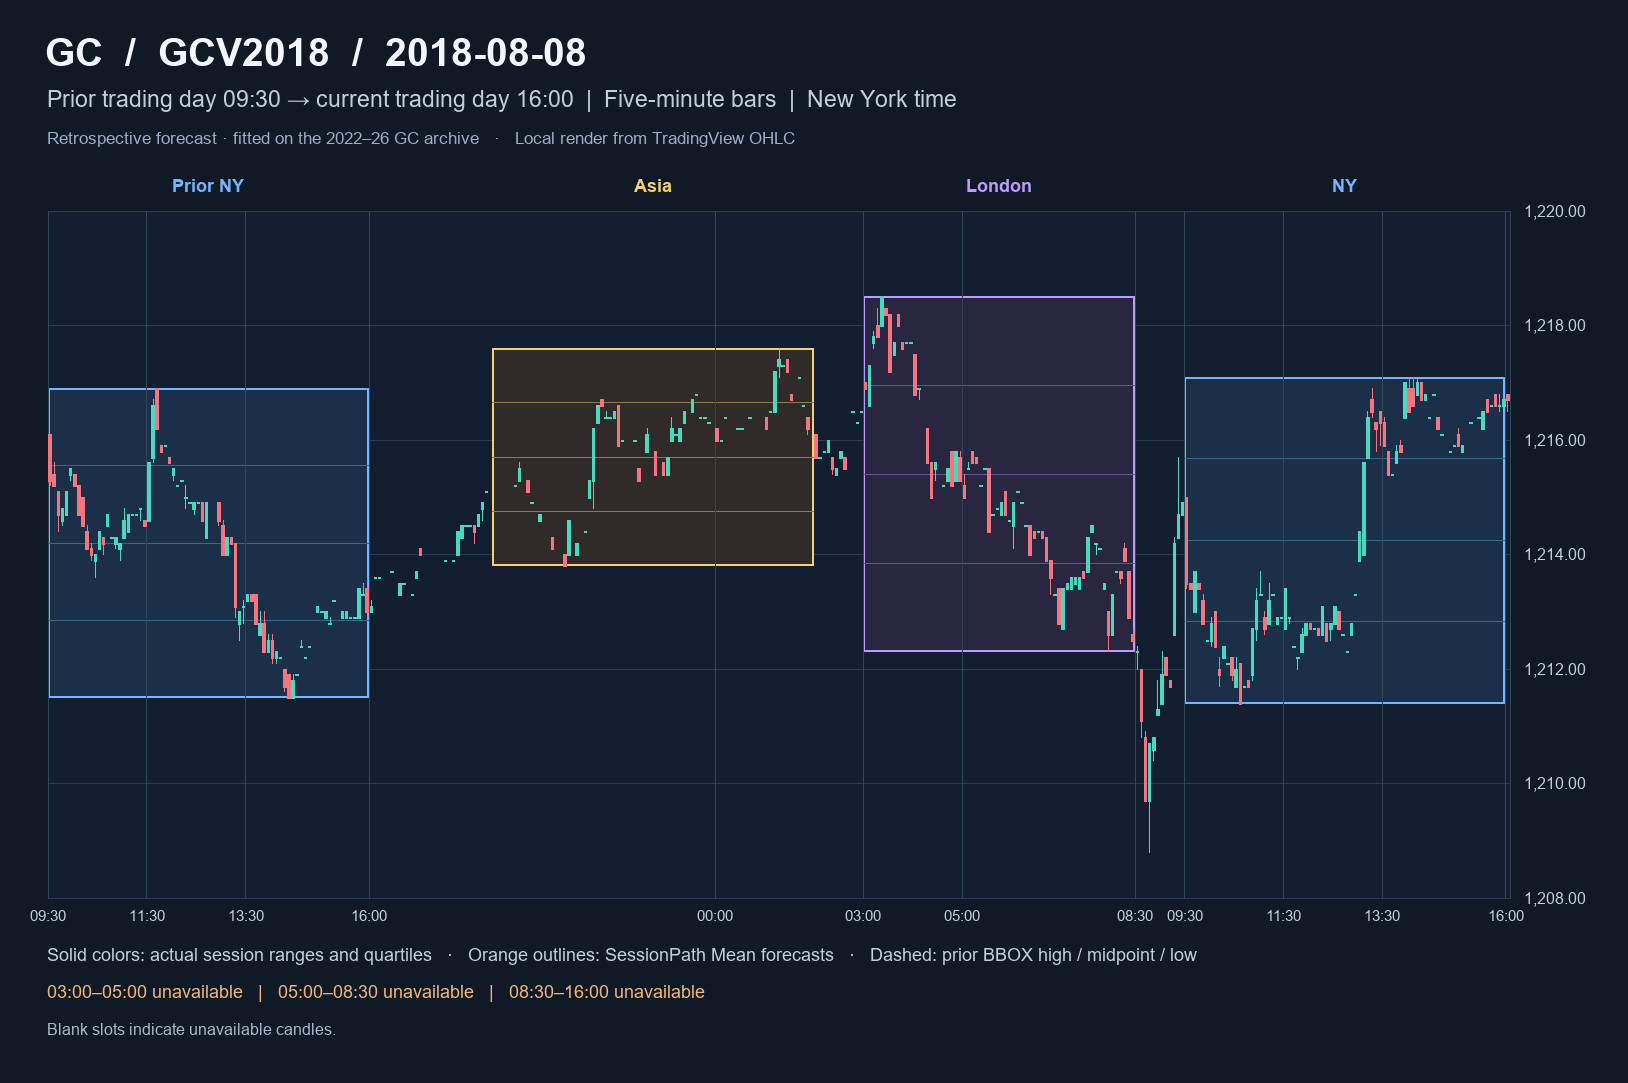 GC / GCV2018 / 2018-08-08
Prior trading day 09:30 → current trading day 16:00 | Five-minute bars | New York time
Retrospective forecast · fitted on the 2022–26 GC archive · Local render from TradingView OHLC
Prior NY Asia London NY
1,220.00
1,218.00
1,216.00
1,214.00
1,212.00
1,210.00
1,208.00
09:30 11:30 13:30 16:00 00:00 03:00 05:00 08:30 09:30 11:30 13:30 16:00
Solid colors: actual session ranges and quartiles · Orange outlines: SessionPath Mean forecasts · Dashed: prior BBOX high / midpoint / low
03:00–05:00 unavailable | 05:00–08:30 unavailable | 08:30–16:00 unavailable
Blank slots indicate unavailable candles.